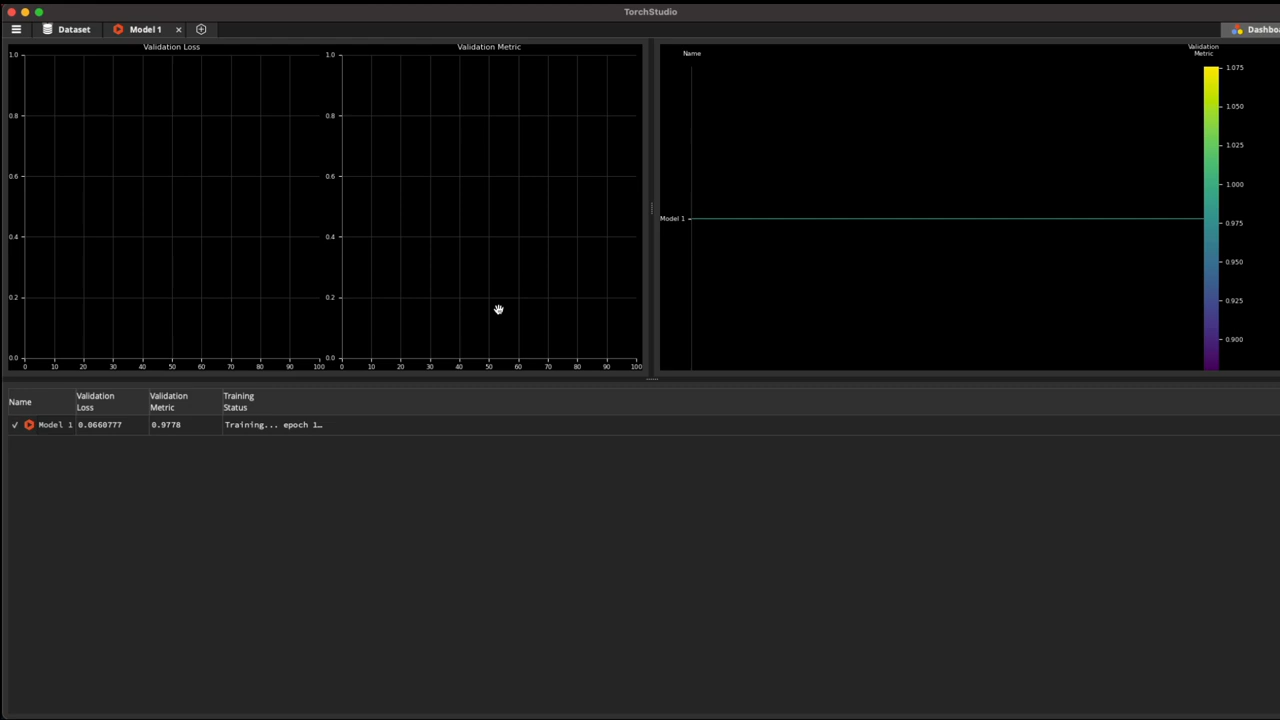 TorchStudio
Dataset
Model 1
Dashbo
Validation Loss
1.0
0.8
0.6
0.4
0.2
0.0
0 10 20 30 40 50 60 70 80 90 100
Validation Metric
1.0
0.8
0.6
0.4
0.2
0.0
0 10 20 30 40 50 60 70 80 90 100
Name
Validation
Metric
Model 1
1.075
1.050
1.025
1.000
0.975
0.950
0.925
0.900
Name Validation Validation Training
Loss Metric Status
✓ Model 1 0.0660777 0.9778 Training... epoch 1…